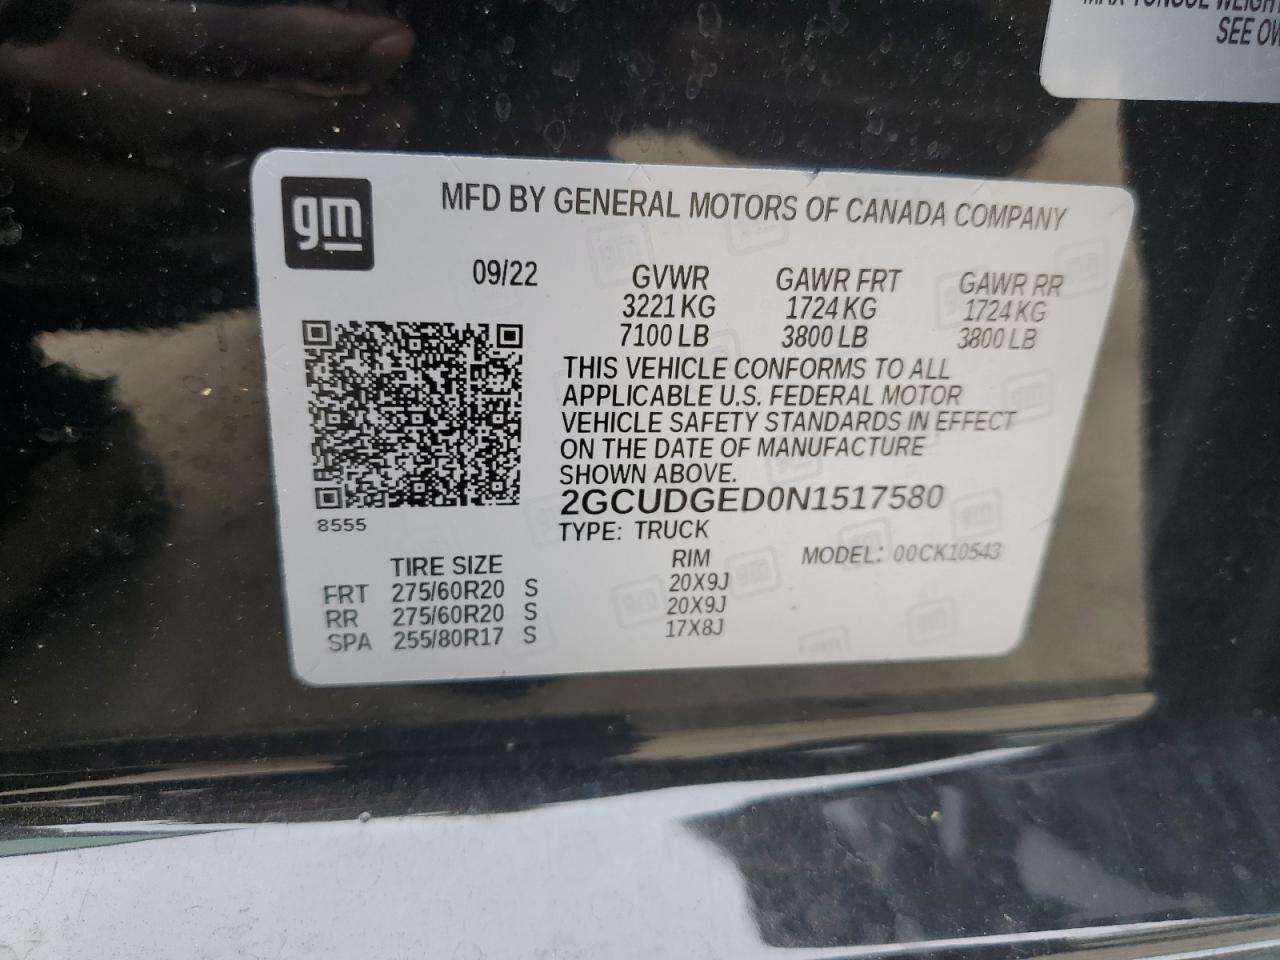 MAX TONGUE WEIGHT
SEE
gm
MFD BY GENERAL MOTORS OF CANADA COMPANY
09/22 GVWR GAWR FRT GAWR RR
3221 KG 1724 KG 1724 KG
7100 LB 3800 LB 3800 LB
THIS VEHICLE CONFORMS TO ALL
APPLICABLE U.S. FEDERAL MOTOR
VEHICLE SAFETY STANDARDS IN EFFECT
ON THE DATE OF MANUFACTURE
SHOWN ABOVE.
2GCUDGED0N1517580
8555
TYPE: TRUCK
MODEL: 00CK10543
TIRE SIZE RIM
FRT 275/60R20 S 20X9J
RR 275/60R20 S 20X9J
SPA 255/80R17 S 17X8J